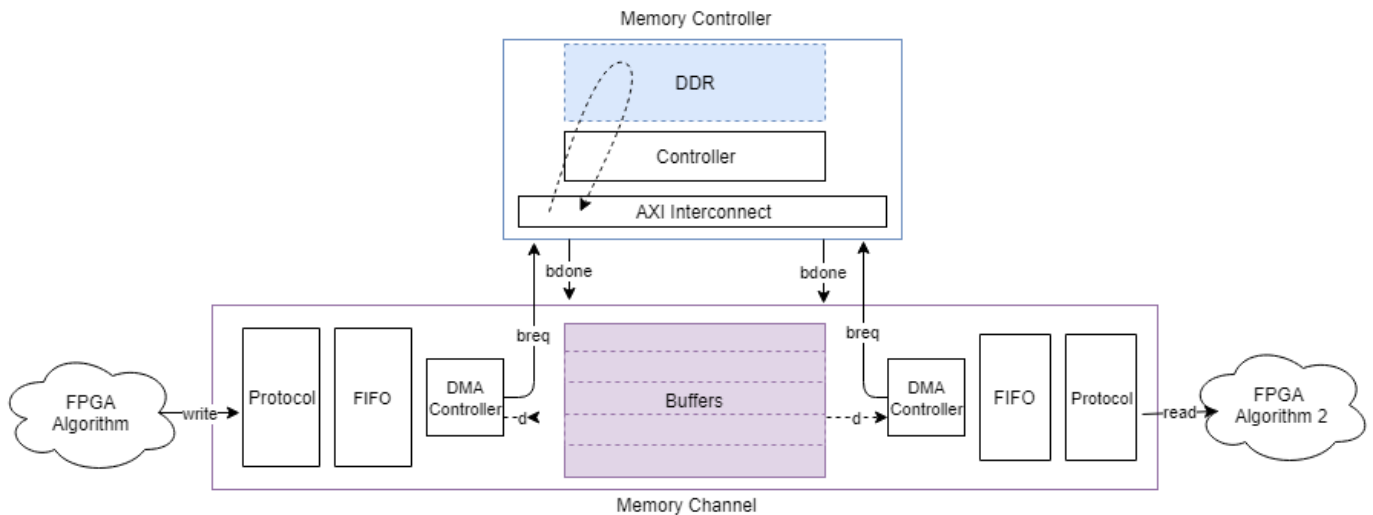 Memory Controller
DDR
Controller
AXI Interconnect
bdone
bdone
breq
breq
FPGA
Algorithm
write
Protocol
FIFO
DMA
Controller
d
Buffers
d
DMA
Controller
FIFO
Protocol
read
FPGA
Algorithm 2
Memory Channel